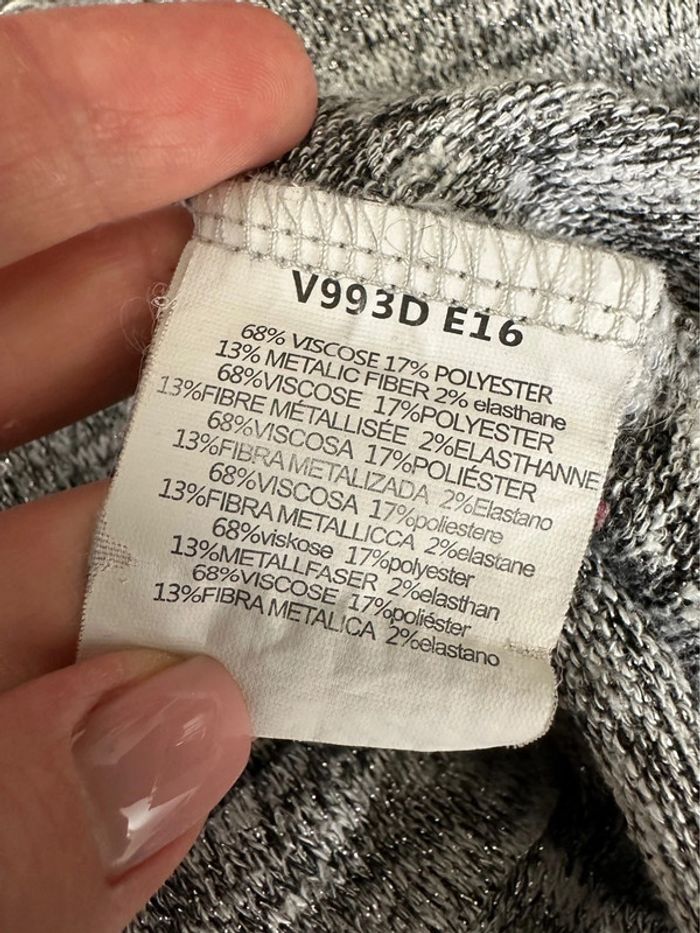 V993D E16
68% VISCOSE 17% POLYESTER
13% METALIC FIBER 2% elasthane
68%VISCOSE 17%POLYESTER
13%FIBRE MÉTALLISÉE 2%ELASTHANNE
68%VISCOSA 17%POLIÉSTER
13%FIBRA METALIZADA 2%Elastano
68%VISCOSA 17%poliestere
13%FIBRA METALLICCA 2%elastane
68%viskose 17%polyester
13%METALLFASER 2%elasthan
68%VISCOSE 17%poliéster
13%FIBRA METALICA 2%elastano